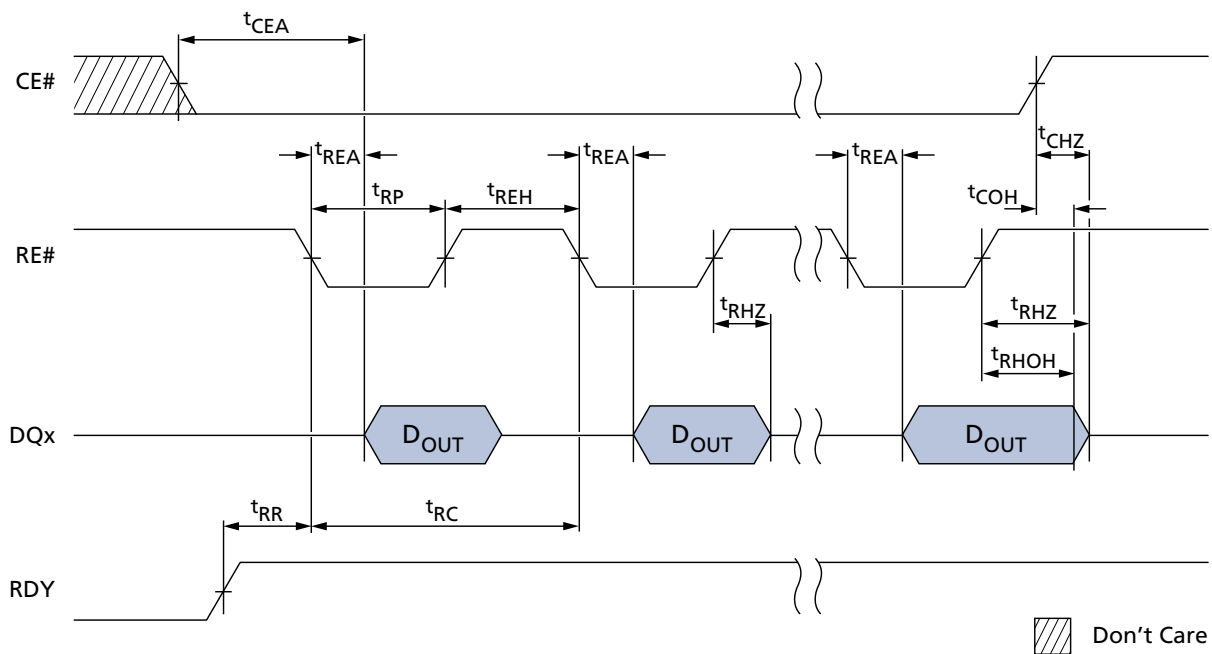 tCEA
CE#
tCHZ
tREA
tREA
tREA
tCOH
tRP
tREH
RE#
tRHZ
tRHZ
tRHOH
DQx
DOUT
DOUT
DOUT
tRR
tRC
RDY
Don't Care